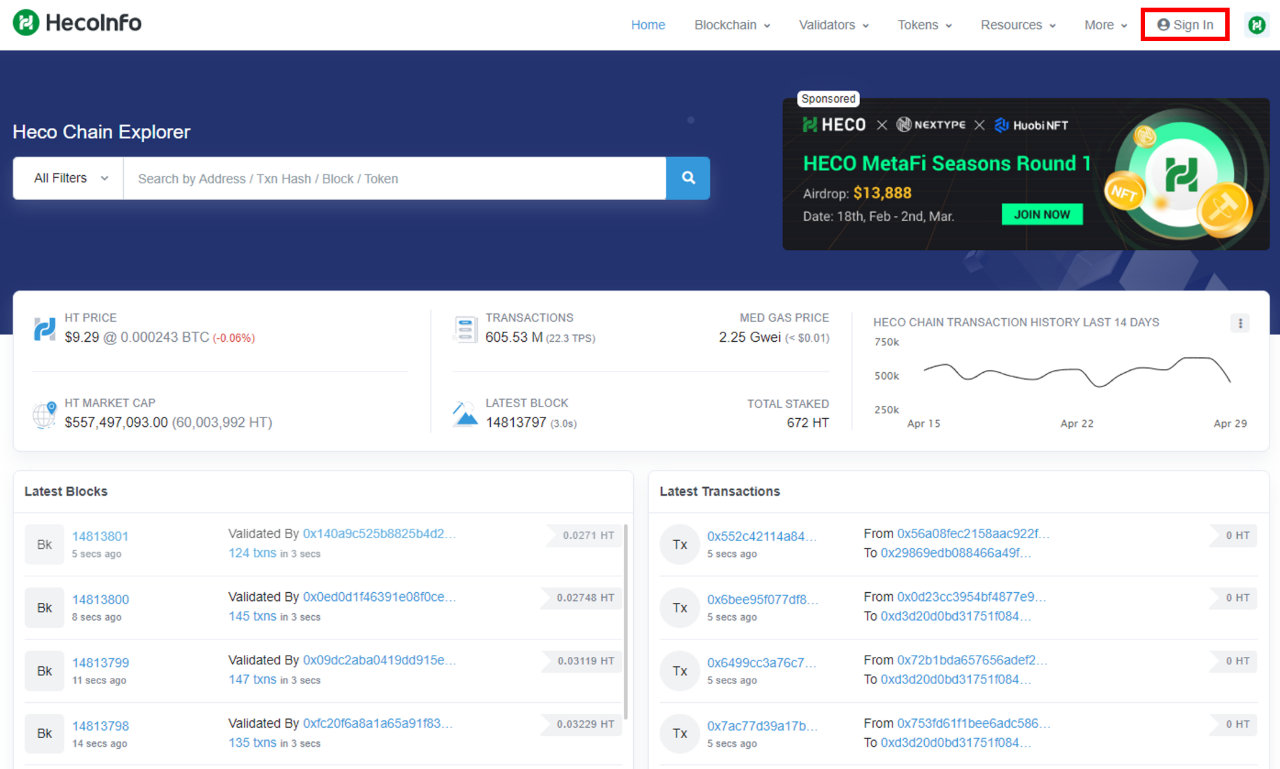 HecoInfo
Home Blockchain Validators Tokens Resources More Sign In
Heco Chain Explorer
All Filters Search by Address / Txn Hash / Block / Token
Sponsored
HECO × NEXTYPE × Huobi NFT
HECO MetaFi Seasons Round 1
Airdrop: $13,888
Date: 18th, Feb - 2nd, Mar.
JOIN NOW
NFT
HT PRICE
$9.29 @ 0.000243 BTC (-0.06%)
HT MARKET CAP
$557,497,093.00 (60,003,992 HT)
TRANSACTIONS
605.53 M (22.3 TPS)
MED GAS PRICE
2.25 Gwei (< $0.01)
LATEST BLOCK
14813797 (3.0s)
TOTAL STAKED
672 HT
HECO CHAIN TRANSACTION HISTORY LAST 14 DAYS
750k
500k
250k
Apr 15 Apr 22 Apr 29
Latest Blocks
Bk 14813801 Validated By 0x140a9c525b8825b4d2... 0.0271 HT
5 secs ago 124 txns in 3 secs
Bk 14813800 Validated By 0x0ed0d1f46391e08f0ce... 0.02748 HT
8 secs ago 145 txns in 3 secs
Bk 14813799 Validated By 0x09dc2aba0419dd915e... 0.03119 HT
11 secs ago 147 txns in 3 secs
Bk 14813798 Validated By 0xfc20f6a8a1a65a91f83... 0.03229 HT
14 secs ago 135 txns in 3 secs
Latest Transactions
Tx 0x552c42114a84... From 0x56a08fec2158aac922f... 0 HT
5 secs ago To 0x29869edb088466a49f...
Tx 0x6bee95f077df8... From 0x0d23cc3954bf4877e9... 0 HT
5 secs ago To 0xd3d20d0bd31751f084...
Tx 0x6499cc3a76c7... From 0x72b1bda657656adef2... 0 HT
5 secs ago To 0xd3d20d0bd31751f084...
Tx 0x7ac77d39a17b... From 0x753fd61f1bee6adc586... 0 HT
5 secs ago To 0xd3d20d0bd31751f084...